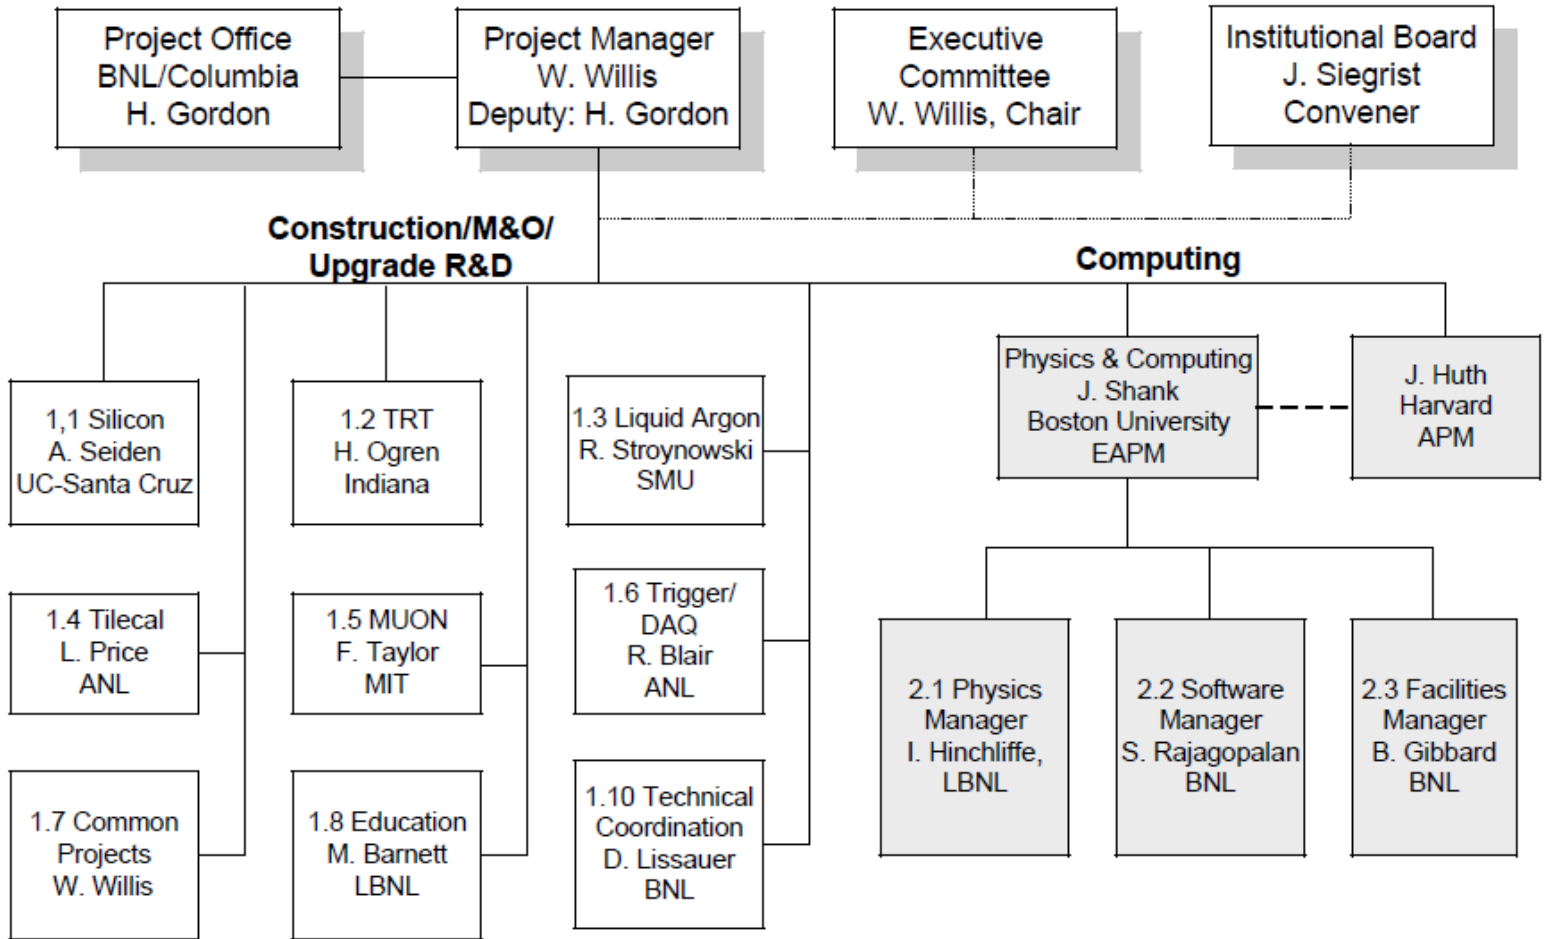 Project Office
BNL/Columbia
H. Gordon
Project Manager
W. Willis
Deputy: H. Gordon
Executive
Committee
W. Willis, Chair
Institutional Board
J. Siegrist
Convener
Construction/M&O/
Upgrade R&D
Computing
1,1 Silicon
A. Seiden
UC-Santa Cruz
1.2 TRT
H. Ogren
Indiana
1.3 Liquid Argon
R. Stroynowski
SMU
Physics & Computing
J. Shank
Boston University
EAPM
J. Huth
Harvard
APM
1.4 Tilecal
L. Price
ANL
1.5 MUON
F. Taylor
MIT
1.6 Trigger/
DAQ
R. Blair
ANL
2.1 Physics
Manager
I. Hinchliffe,
LBNL
2.2 Software
Manager
S. Rajagopalan
BNL
2.3 Facilities
Manager
B. Gibbard
BNL
1.7 Common
Projects
W. Willis
1.8 Education
M. Barnett
LBNL
1.10 Technical
Coordination
D. Lissauer
BNL